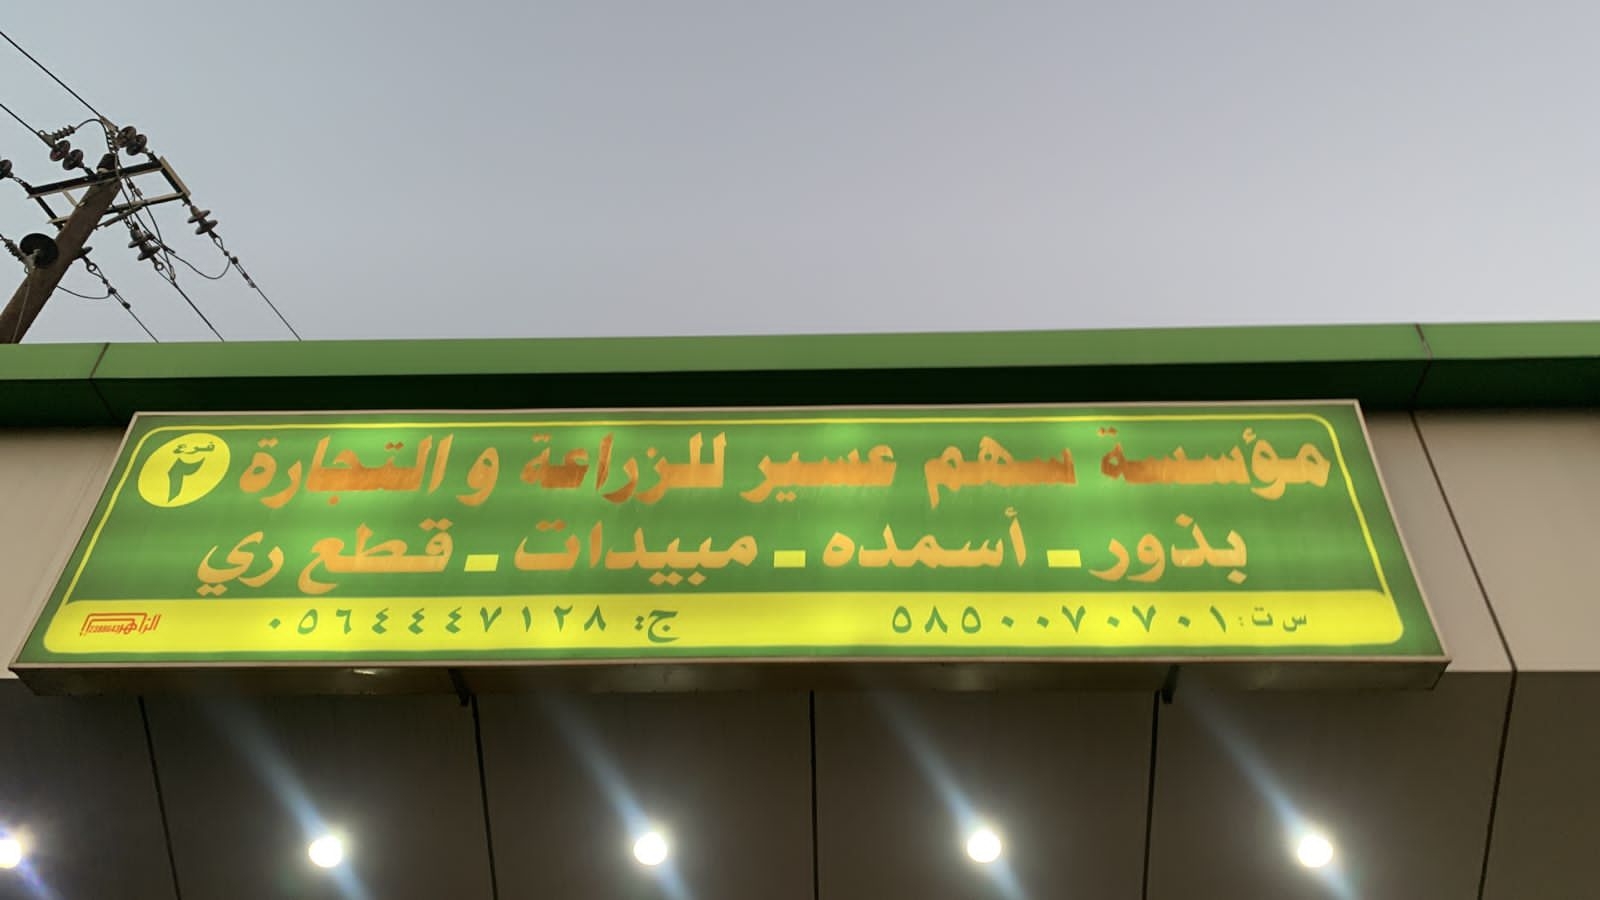 مؤسسة سهم عسير للزراعة و التجارة
فرع ٢
بذور - أسمده - مبيدات - قطع ري
س ت: ٥٨٥٠٠٧٠٧٠١ ج: ٠٥٦٤٤٤٧١٢٨